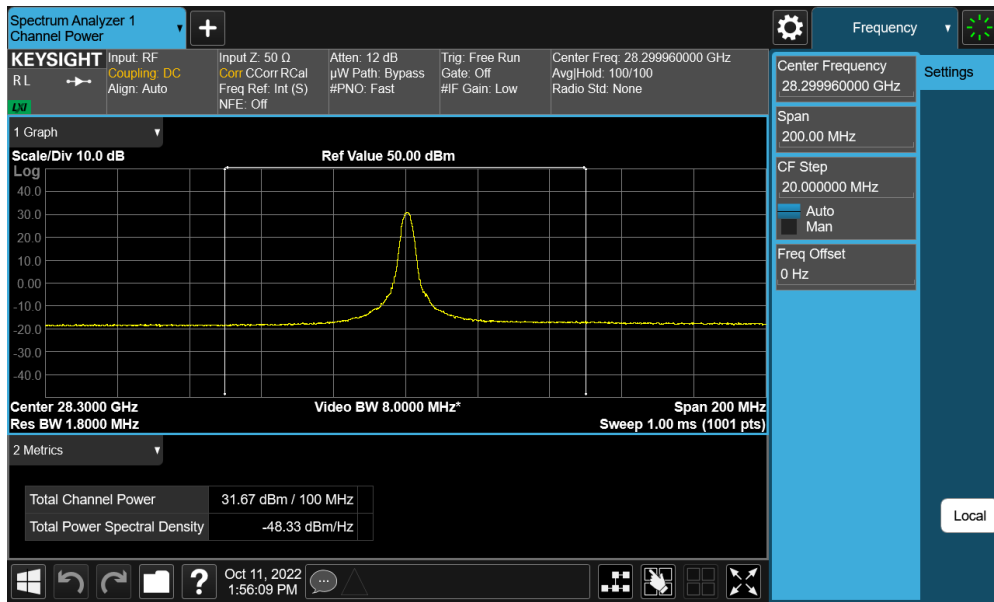 Spectrum Analyzer 1
Channel Power
+
Frequency
KEYSIGHT
R L
LXI
Input: RF
Coupling: DC
Align: Auto
Input Z: 50 Ω
Corr CCorr RCal
Freq Ref: Int (S)
NFE: Off
Atten: 12 dB
µW Path: Bypass
#PNO: Fast
Trig: Free Run
Gate: Off
#IF Gain: Low
Center Freq: 28.299960000 GHz
Avg|Hold: 100/100
Radio Std: None
Center Frequency
28.299960000 GHz
Settings
Span
200.00 MHz
CF Step
20.000000 MHz
Auto
Man
Freq Offset
0 Hz
Local
1 Graph
Scale/Div 10.0 dB
Ref Value 50.00 dBm
Log
40.0
30.0
20.0
10.0
0.00
-10.0
-20.0
-30.0
-40.0
Center 28.3000 GHz
Video BW 8.0000 MHz*
Span 200 MHz
Res BW 1.8000 MHz
Sweep 1.00 ms (1001 pts)
2 Metrics
Total Channel Power 31.67 dBm / 100 MHz
Total Power Spectral Density -48.33 dBm/Hz
?
Oct 11, 2022
1:56:09 PM